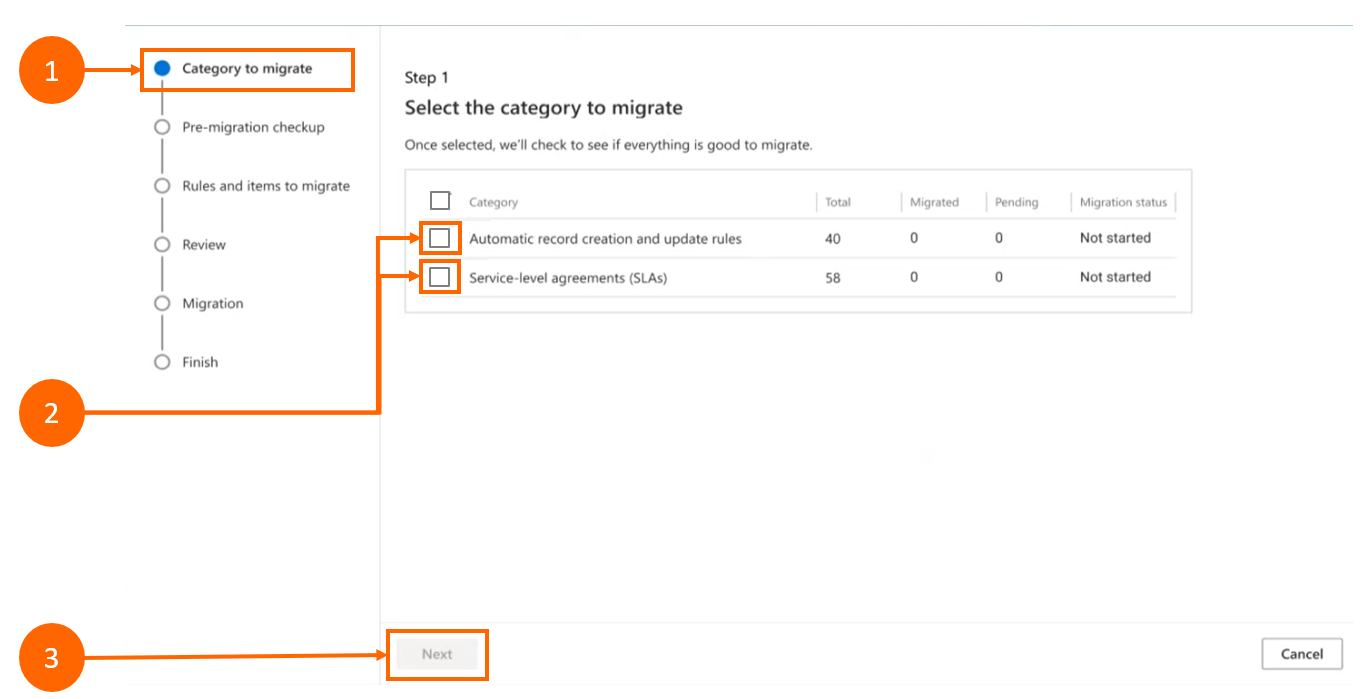 1
Category to migrate
Pre-migration checkup
Rules and items to migrate
Review
Migration
Finish
2
3
Step 1
Select the category to migrate
Once selected, we'll check to see if everything is good to migrate.
Category Total Migrated Pending Migration status
Automatic record creation and update rules 40 0 0 Not started
Service-level agreements (SLAs) 58 0 0 Not started
Next
Cancel